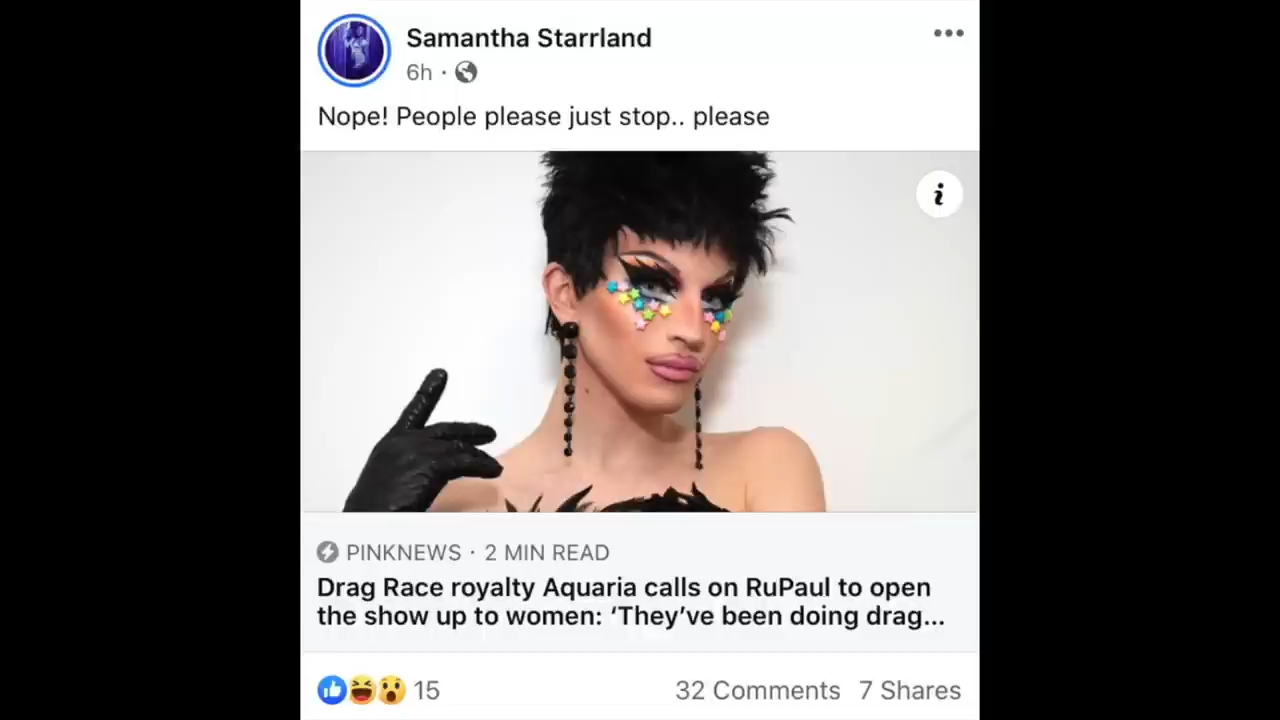 Samantha Starrland
6h ·
Nope! People please just stop.. please
i
PINKNEWS · 2 MIN READ
Drag Race royalty Aquaria calls on RuPaul to open
the show up to women: ‘They’ve been doing drag...
15
32 Comments 7 Shares